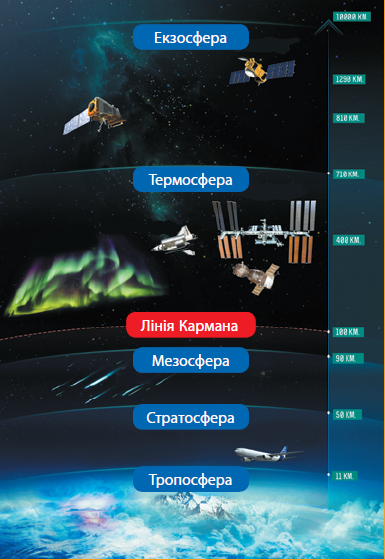 10000 КМ.
Екзосфера
1290 КМ.
810 КМ.
710 КМ.
Термосфера
400 КМ.
Лінія Кармана
100 КМ.
90 КМ.
Мезосфера
50 КМ.
Стратосфера
11 КМ.
Тропосфера